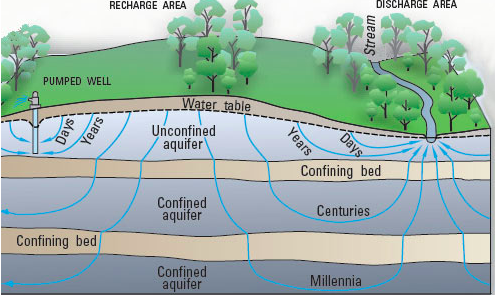 RECHARGE AREA
DISCHARGE AREA
Stream
PUMPED WELL
Water table
Days
Years
Unconfined
aquifer
Years
Days
Confining bed
Confined
aquifer
Centuries
Confining bed
Confined
aquifer
Millennia